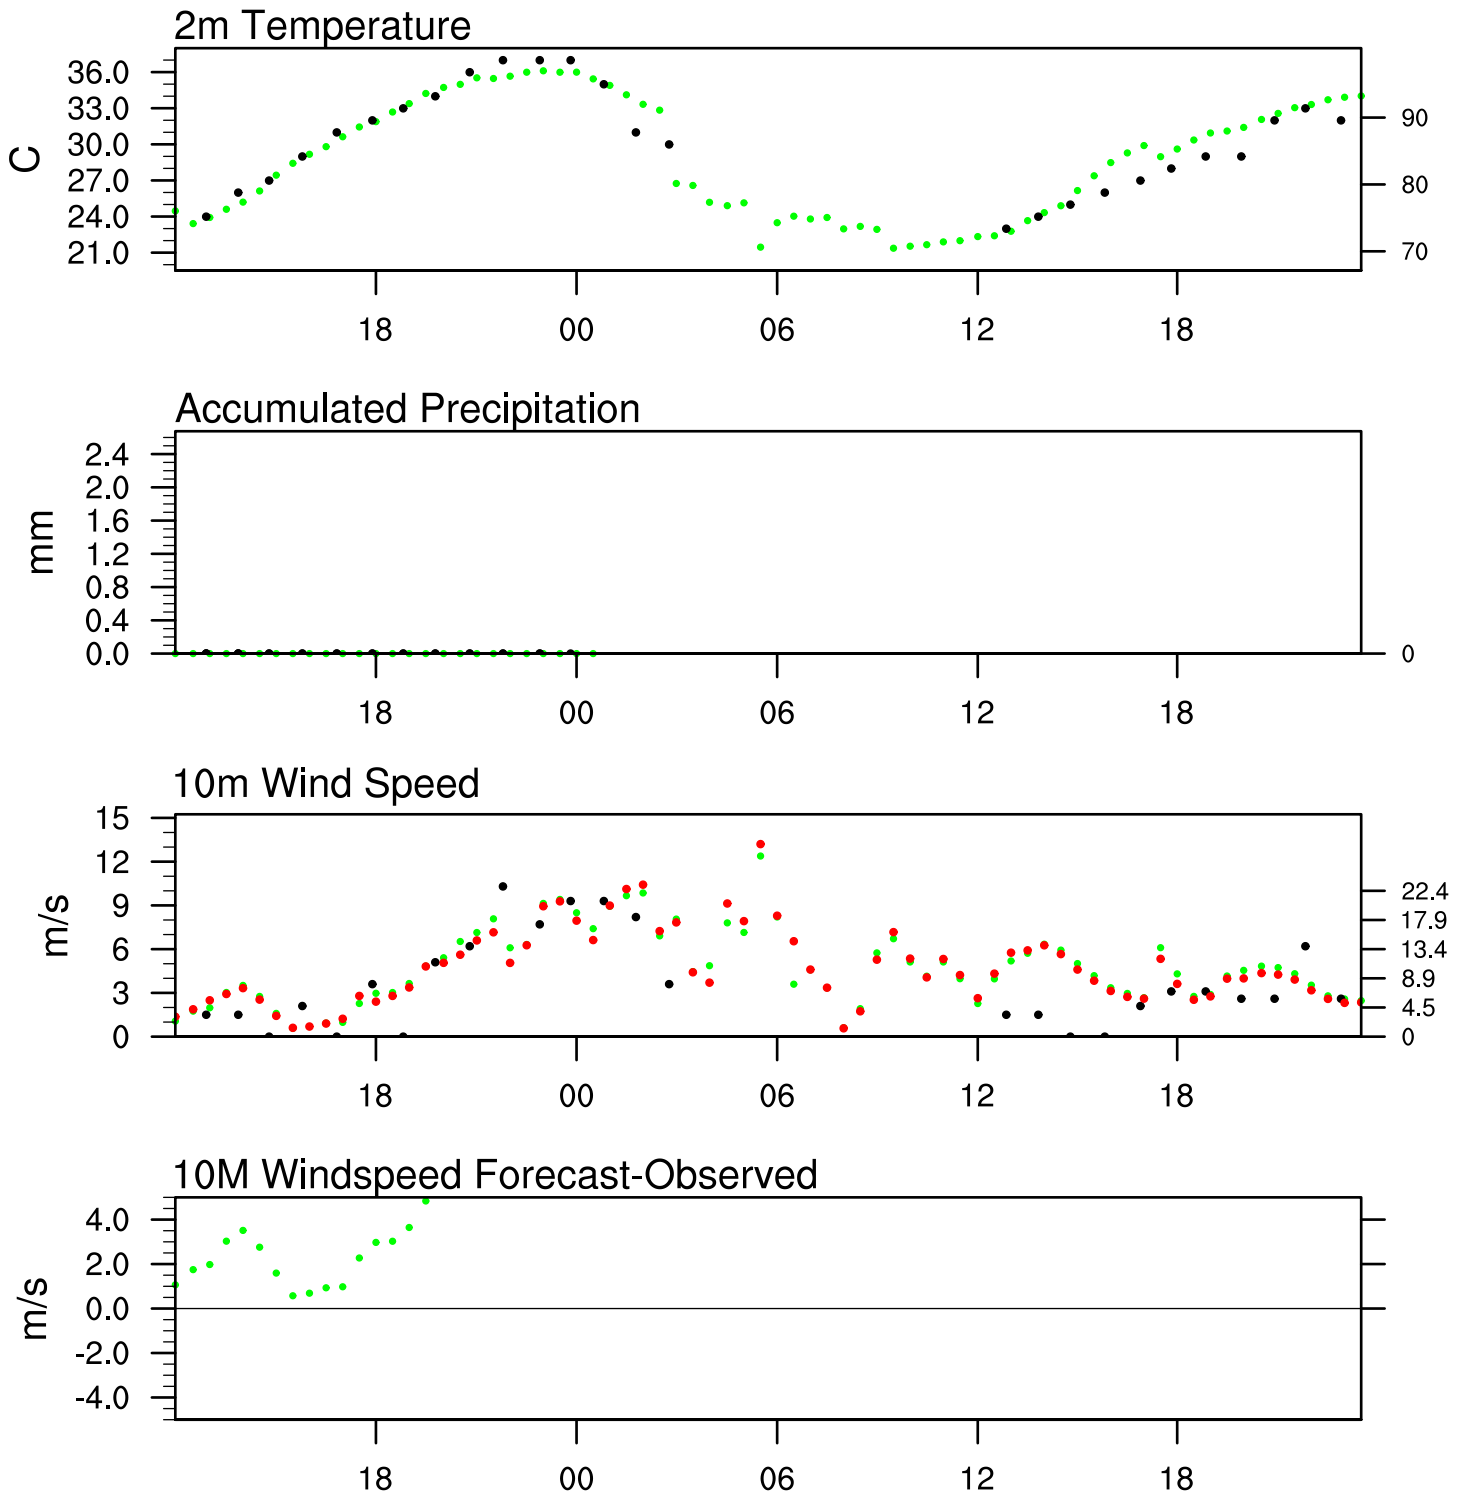 2m Temperature
36.0
33.0
30.0
27.0
24.0
21.0
C
90
80
70
18 00 06 12 18
Accumulated Precipitation
2.4
2.0
1.6
1.2
0.8
0.4
0.0
mm
0
18 00 06 12 18
10m Wind Speed
15
12
9
6
3
0
m/s
22.4
17.9
13.4
8.9
4.5
0
18 00 06 12 18
10M Windspeed Forecast-Observed
4.0
2.0
0.0
-2.0
-4.0
m/s
18 00 06 12 18